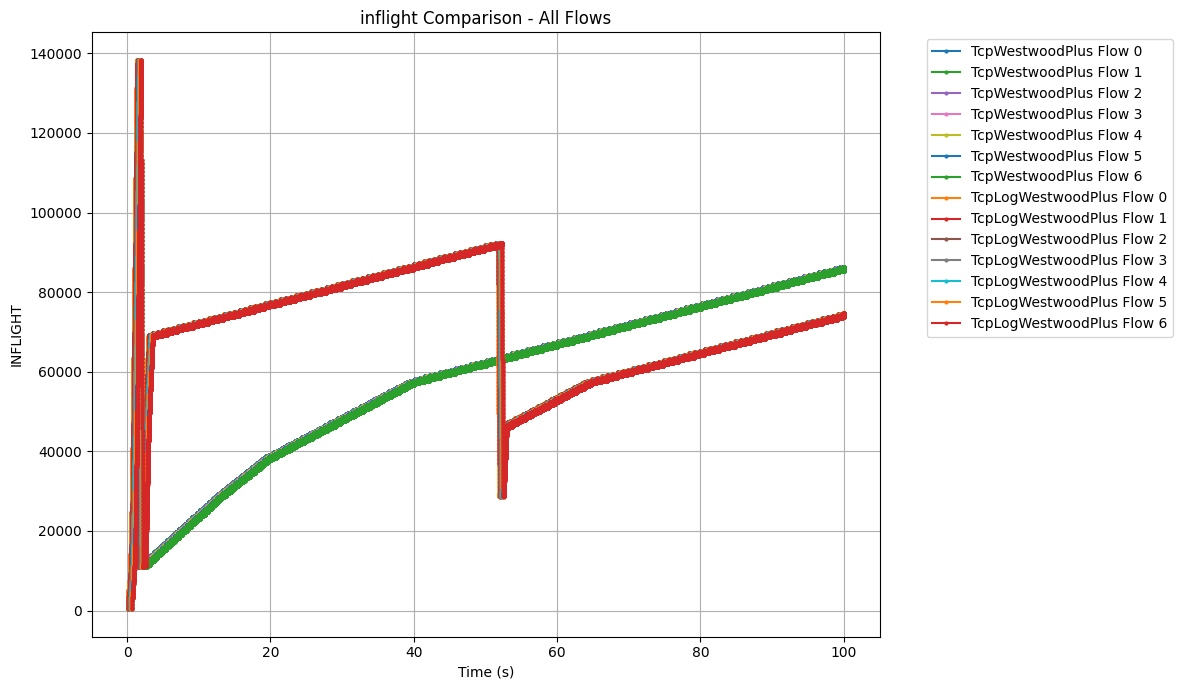 inflight Comparison - All Flows
140000
120000
100000
80000
60000
40000
20000
0
INFLIGHT
0 20 40 60 80 100
Time (s)
TcpWestwoodPlus Flow 0
TcpWestwoodPlus Flow 1
TcpWestwoodPlus Flow 2
TcpWestwoodPlus Flow 3
TcpWestwoodPlus Flow 4
TcpWestwoodPlus Flow 5
TcpWestwoodPlus Flow 6
TcpLogWestwoodPlus Flow 0
TcpLogWestwoodPlus Flow 1
TcpLogWestwoodPlus Flow 2
TcpLogWestwoodPlus Flow 3
TcpLogWestwoodPlus Flow 4
TcpLogWestwoodPlus Flow 5
TcpLogWestwoodPlus Flow 6